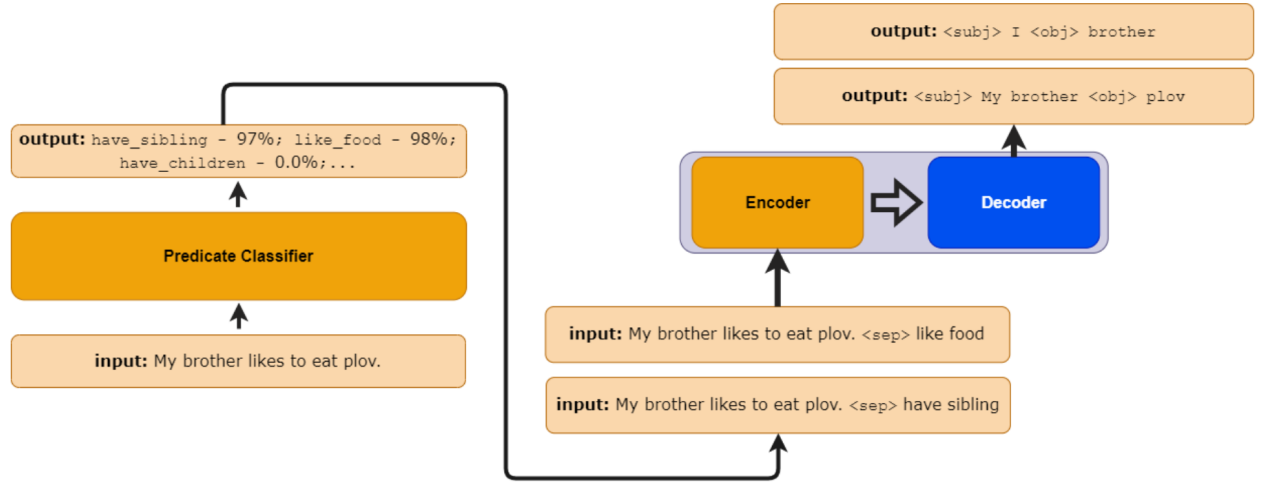 output: <subj> I <obj> brother
output: <subj> My brother <obj> plov
output: have_sibling - 97%; like_food - 98%;
have_children - 0.0%;...
Encoder
Decoder
Predicate Classifier
input: My brother likes to eat plov. <sep> like food
input: My brother likes to eat plov.
input: My brother likes to eat plov. <sep> have sibling